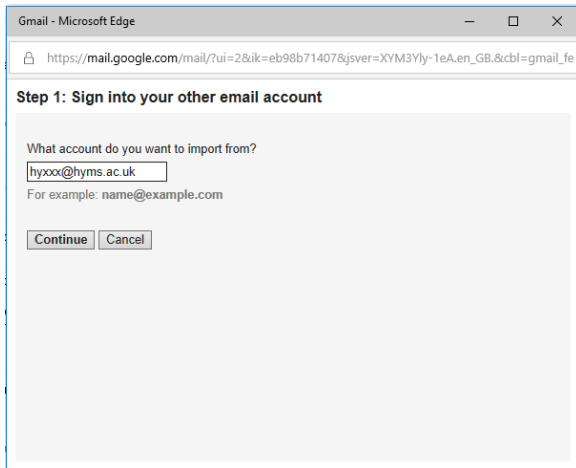 Gmail - Microsoft Edge
https://mail.google.com/mail/?ui=2&ik=eb98b71407&jsver=XYM3Yly-1eA.en_GB.&cbl=gmail_fe
Step 1: Sign into your other email account
What account do you want to import from?
hyxxx@hyms.ac.uk
For example: name@example.com
Continue Cancel